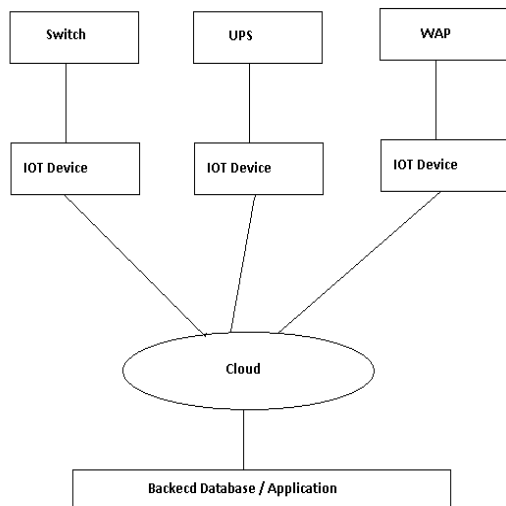 Switch
UPS
WAP
IOT Device
IOT Device
IOT Device
Cloud
Backecd Database / Application